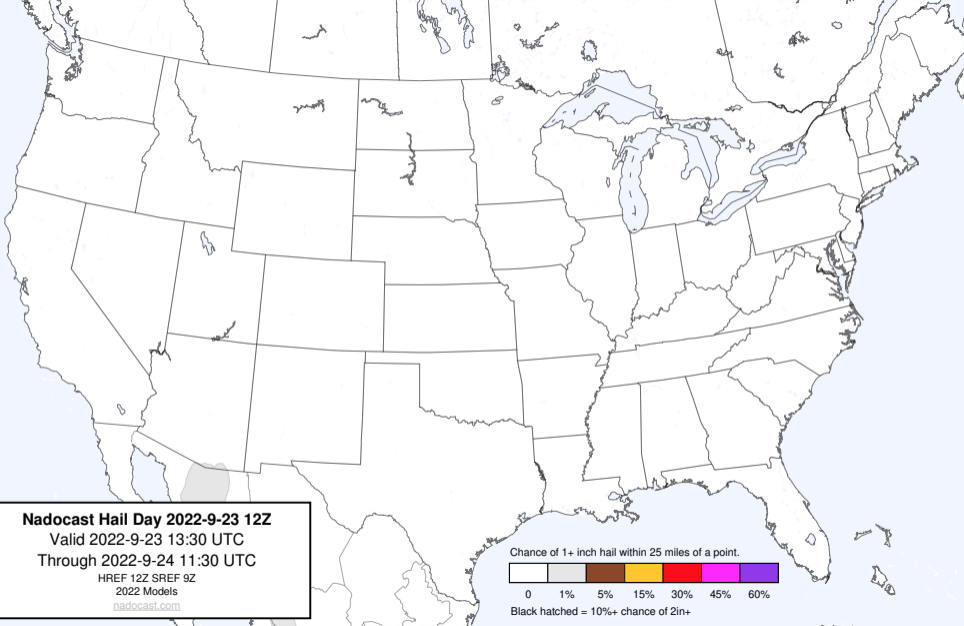 Nadocast Hail Day 2022-9-23 12Z
Valid 2022-9-23 13:30 UTC
Through 2022-9-24 11:30 UTC
HREF 12Z SREF 9Z
2022 Models
nadocast.com
Chance of 1+ inch hail within 25 miles of a point.
0 1% 5% 15% 30% 45% 60%
Black hatched = 10%+ chance of 2in+